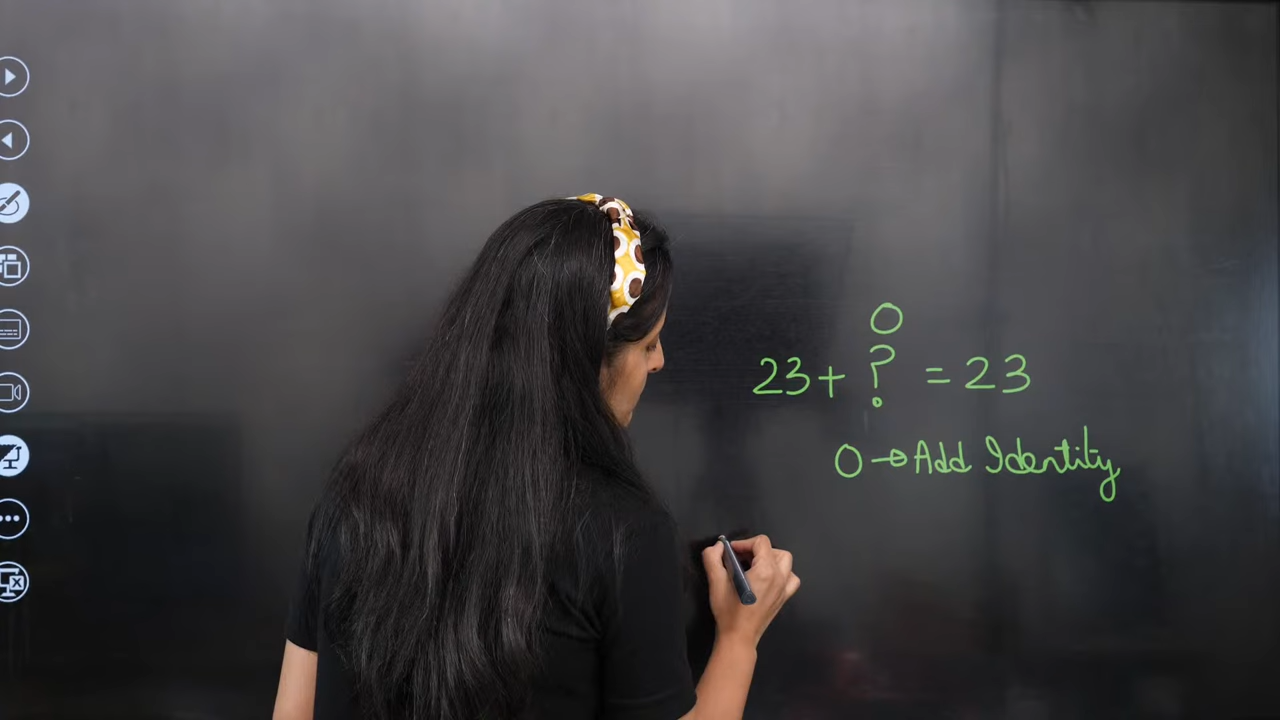 0
23 + ? = 23
0 → Add Identity